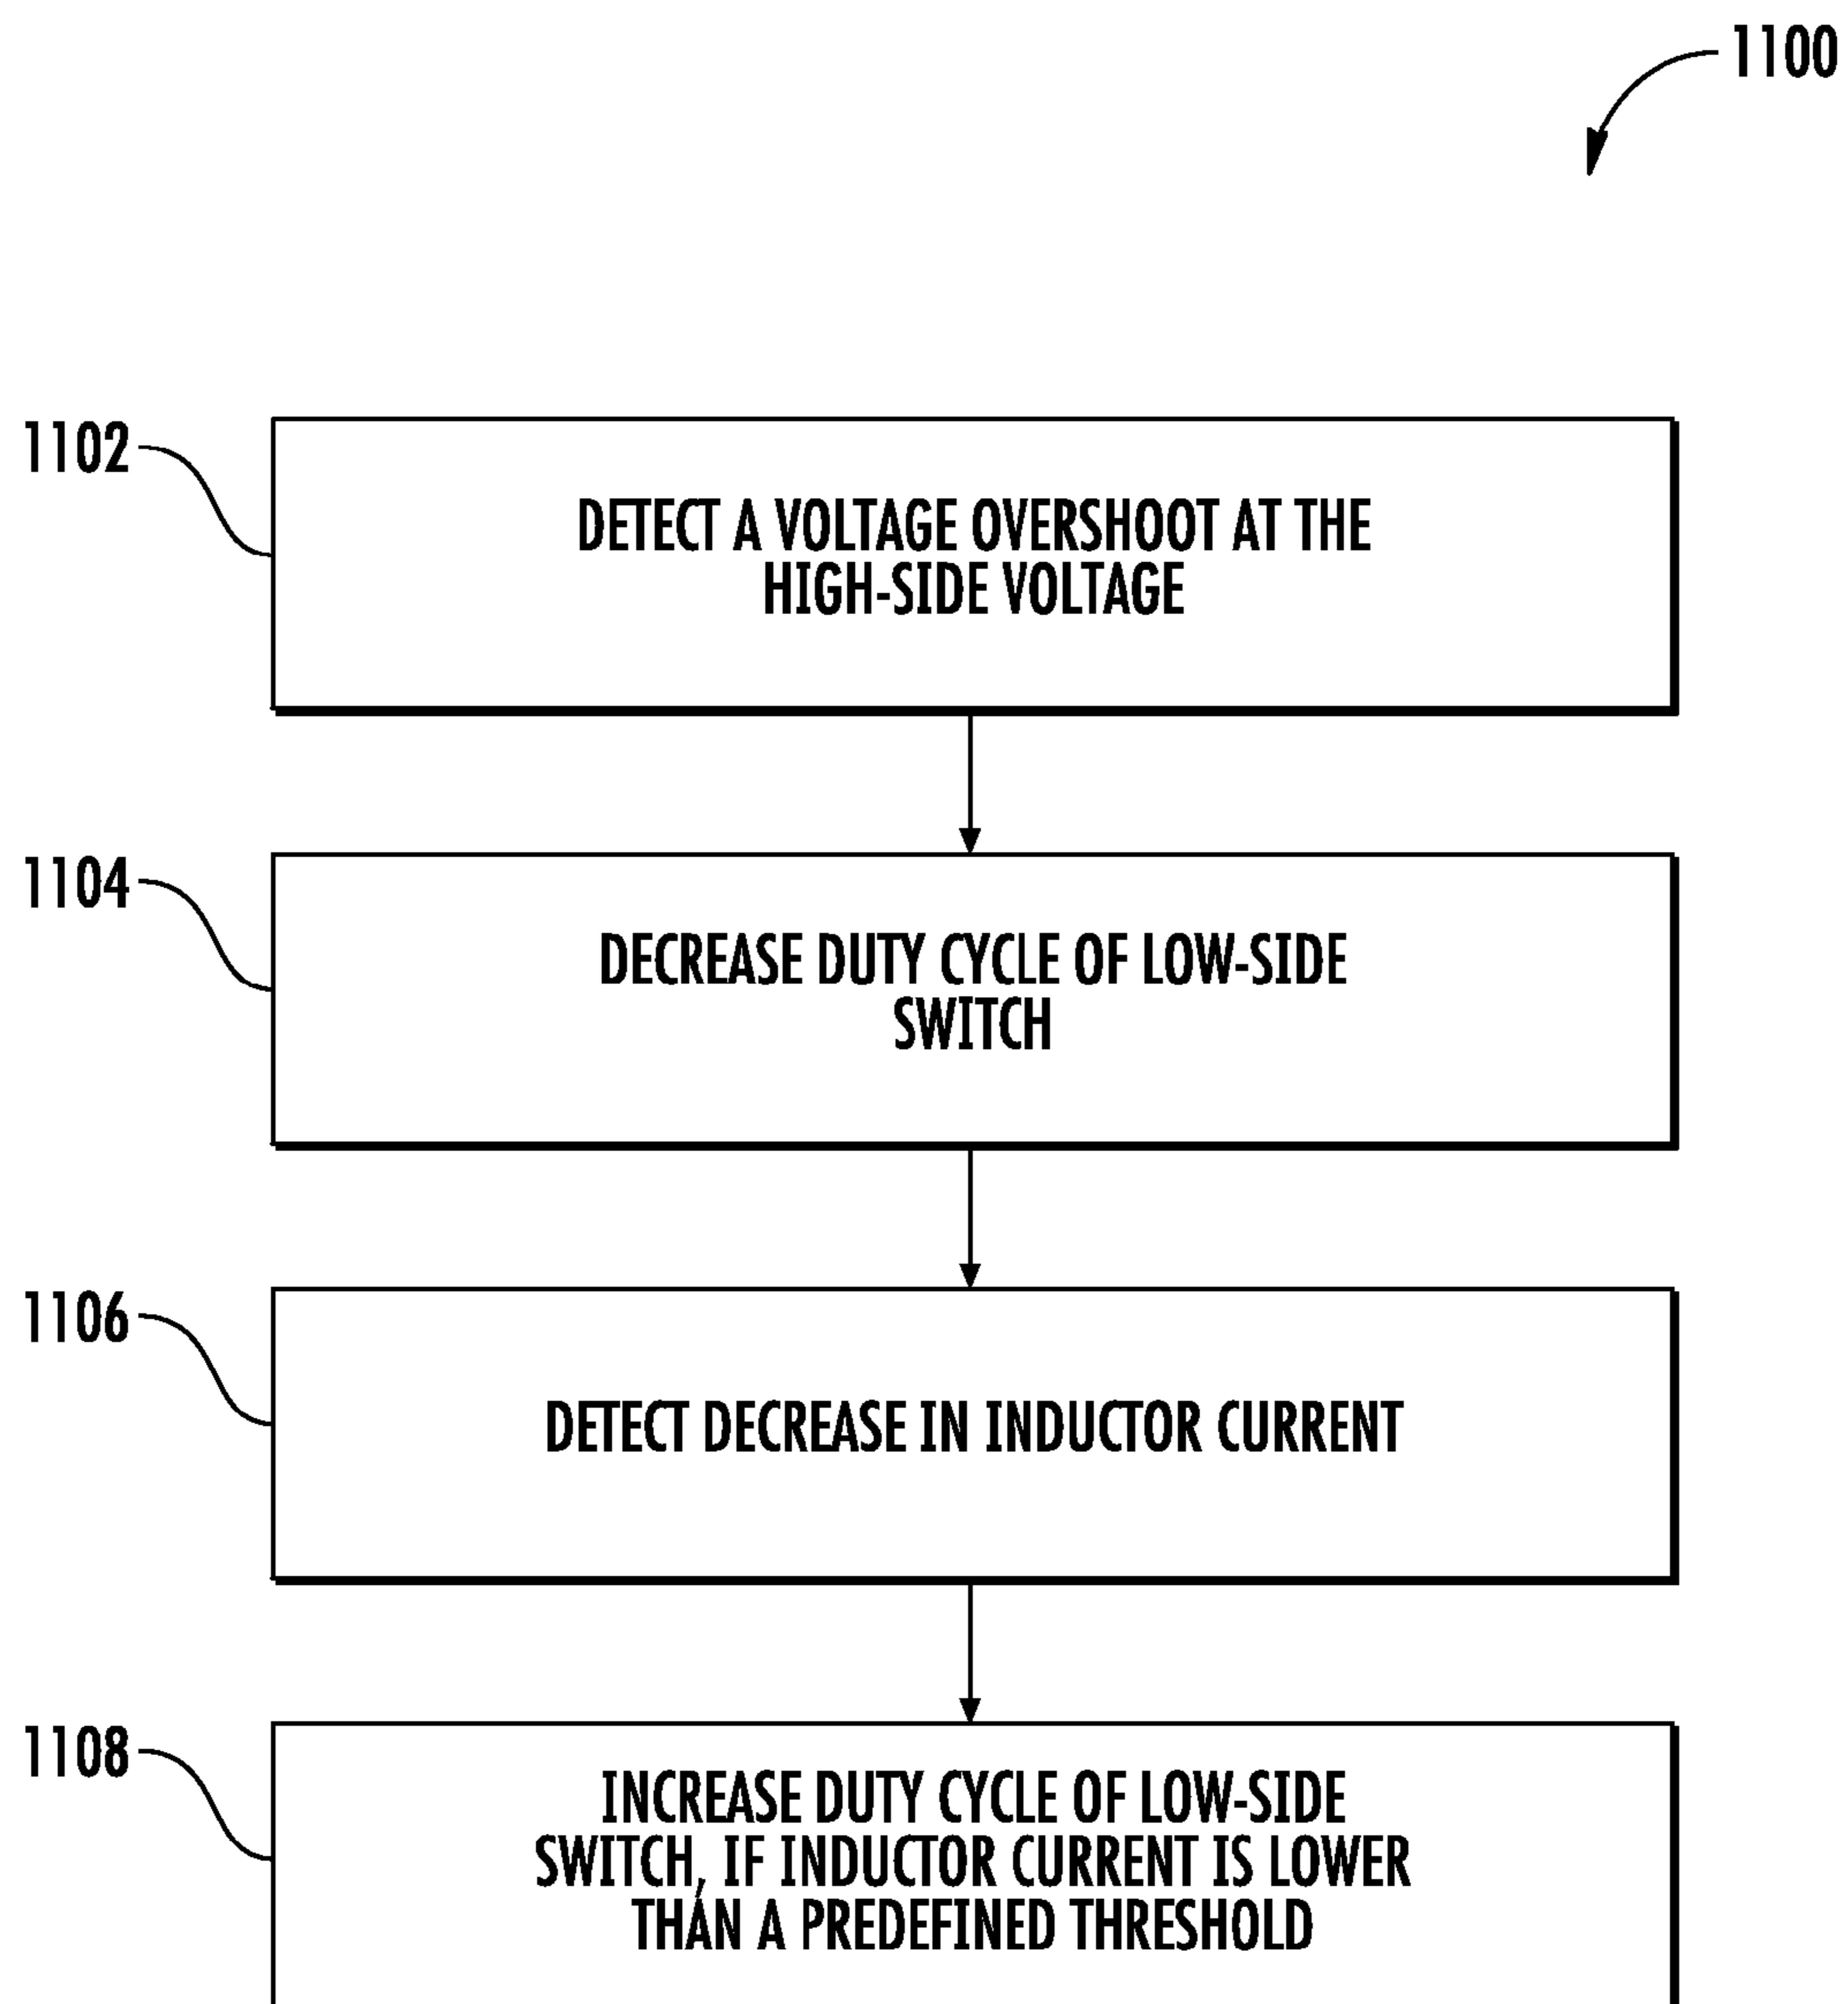 1100
1102
DETECT A VOLTAGE OVERSHOOT AT THE
HIGH-SIDE VOLTAGE
1104
DECREASE DUTY CYCLE OF LOW-SIDE
SWITCH
1106
DETECT DECREASE IN INDUCTOR CURRENT
1108
INCREASE DUTY CYCLE OF LOW-SIDE
SWITCH, IF INDUCTOR CURRENT IS LOWER
THAN A PREDEFINED THRESHOLD